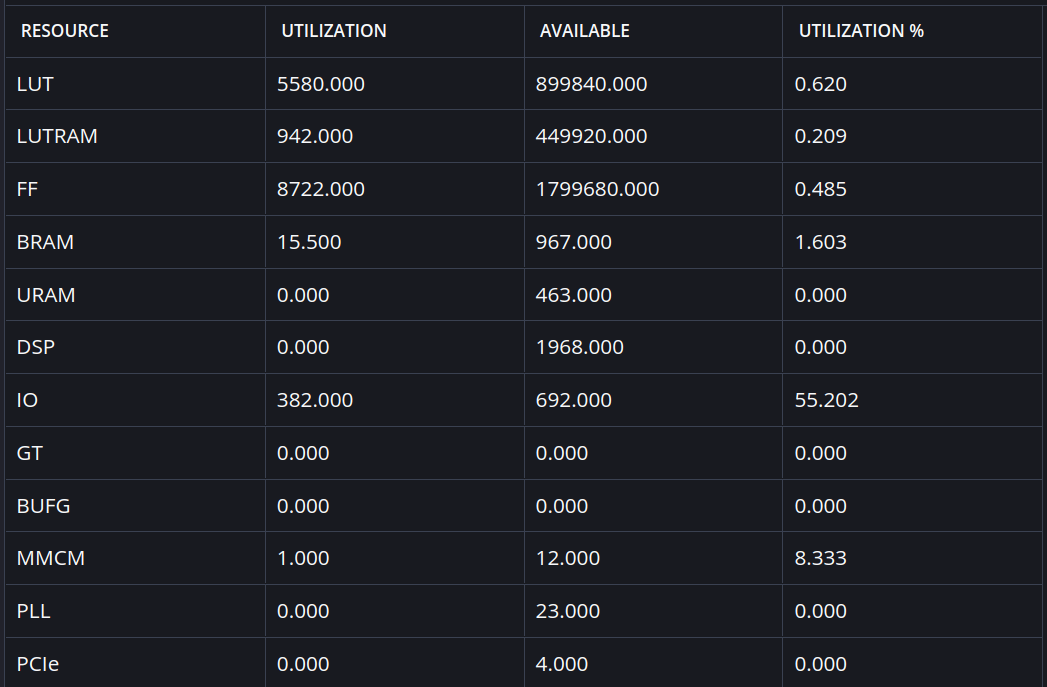 RESOURCE UTILIZATION AVAILABLE UTILIZATION %
LUT 5580.000 899840.000 0.620
LUTRAM 942.000 449920.000 0.209
FF 8722.000 1799680.000 0.485
BRAM 15.500 967.000 1.603
URAM 0.000 463.000 0.000
DSP 0.000 1968.000 0.000
IO 382.000 692.000 55.202
GT 0.000 0.000 0.000
BUFG 0.000 0.000 0.000
MMCM 1.000 12.000 8.333
PLL 0.000 23.000 0.000
PCIe 0.000 4.000 0.000